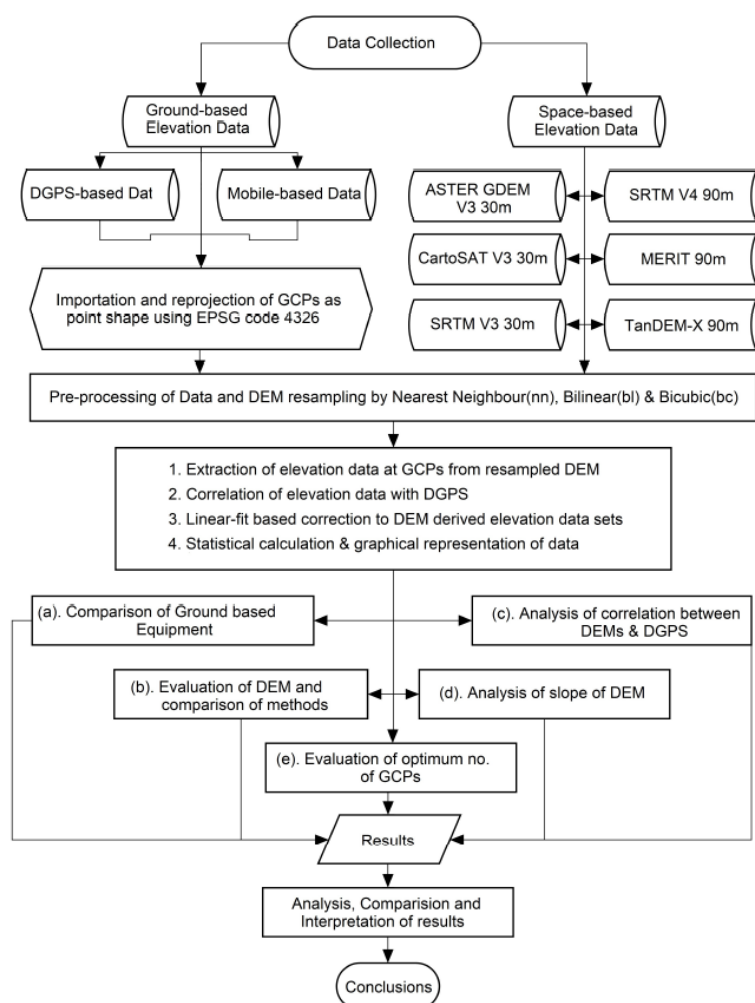 Data Collection
Ground-based
Elevation Data
Space-based
Elevation Data
DGPS-based Dat
Mobile-based Data
ASTER GDEM
V3 30m
SRTM V4 90m
CartoSAT V3 30m
MERIT 90m
SRTM V3 30m
TanDEM-X 90m
Importation and reprojection of GCPs as
point shape using EPSG code 4326
Pre-processing of Data and DEM resampling by Nearest Neighbour(nn), Bilinear(bl) & Bicubic(bc)
1. Extraction of elevation data at GCPs from resampled DEM
2. Correlation of elevation data with DGPS
3. Linear-fit based correction to DEM derived elevation data sets
4. Statistical calculation & graphical representation of data
(a). Comparison of Ground based
Equipment
(c). Analysis of correlation between
DEMs & DGPS
(b). Evaluation of DEM and
comparison of methods
(d). Analysis of slope of DEM
(e). Evaluation of optimum no.
of GCPs
Results
Analysis, Comparision and
Interpretation of results
Conclusions